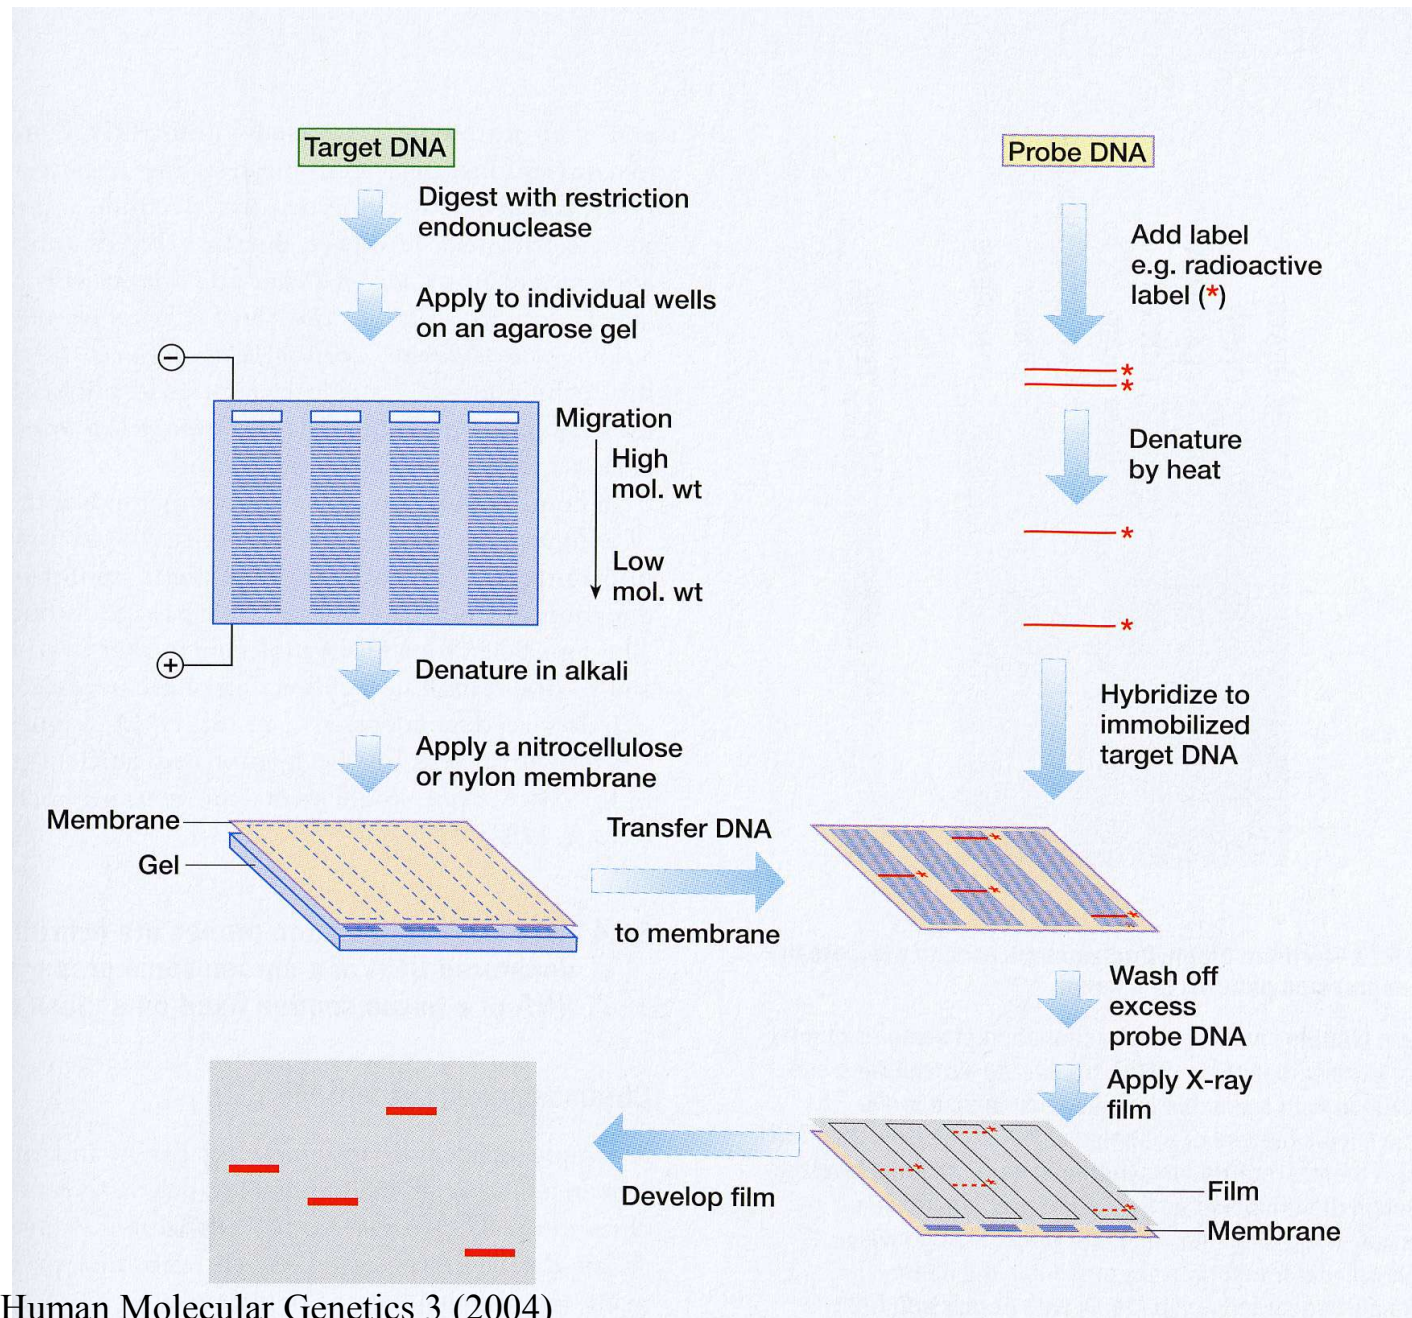 Target DNA
Digest with restriction
endonuclease
Apply to individual wells
on an agarose gel
−
Migration
High
mol. wt
Low
mol. wt
+
Denature in alkali
Apply a nitrocellulose
or nylon membrane
Membrane
Gel
Transfer DNA
to membrane
Probe DNA
Add label
e.g. radioactive
label (*)
*
*
Denature
by heat
*
*
Hybridize to
immobilized
target DNA
Wash off
excess
probe DNA
Apply X-ray
film
Film
Membrane
Develop film
Human Molecular Genetics 3 (2004)